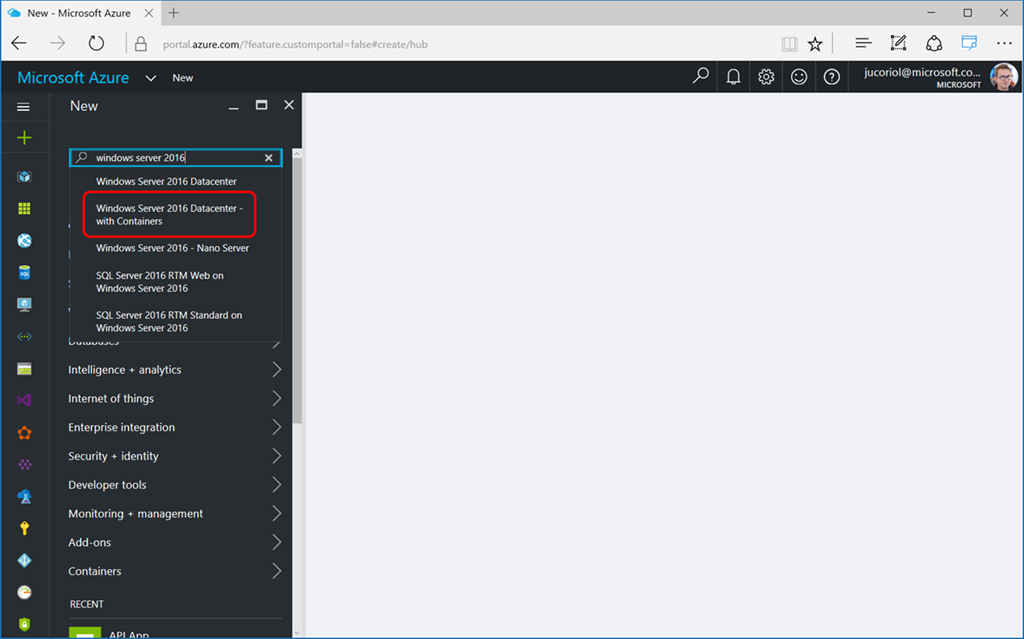 New - Microsoft Azure
portal.azure.com/?feature.customportal=false#create/hub
Microsoft Azure
New
jucoriol@microsoft.co...
MICROSOFT
New
windows server 2016
Windows Server 2016 Datacenter
Windows Server 2016 Datacenter -
with Containers
Windows Server 2016 - Nano Server
SQL Server 2016 RTM Web on
Windows Server 2016
SQL Server 2016 RTM Standard on
Windows Server 2016
Databases
Intelligence + analytics
Internet of things
Enterprise integration
Security + identity
Developer tools
Monitoring + management
Add-ons
Containers
RECENT
API App